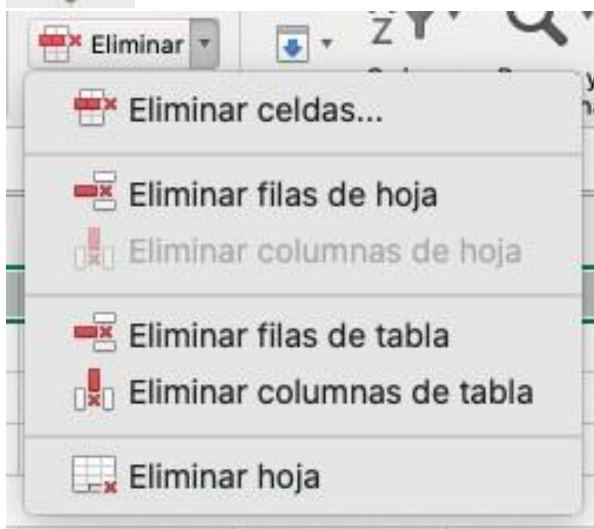 Eliminar
Eliminar celdas...
Eliminar filas de hoja
Eliminar columnas de hoja
Eliminar filas de tabla
Eliminar columnas de tabla
Eliminar hoja